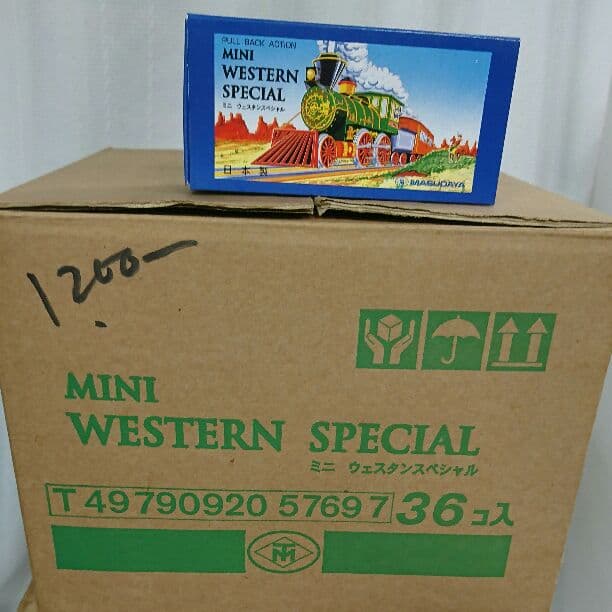 PULL BACK ACTION
MINI
WESTERN
SPECIAL
ミニ ウェスタンスペシャル
日本製
MASUDAYA
1200-
MINI
WESTERN SPECIAL
ミニ ウェスタンスペシャル
T4979092057697 36コ入